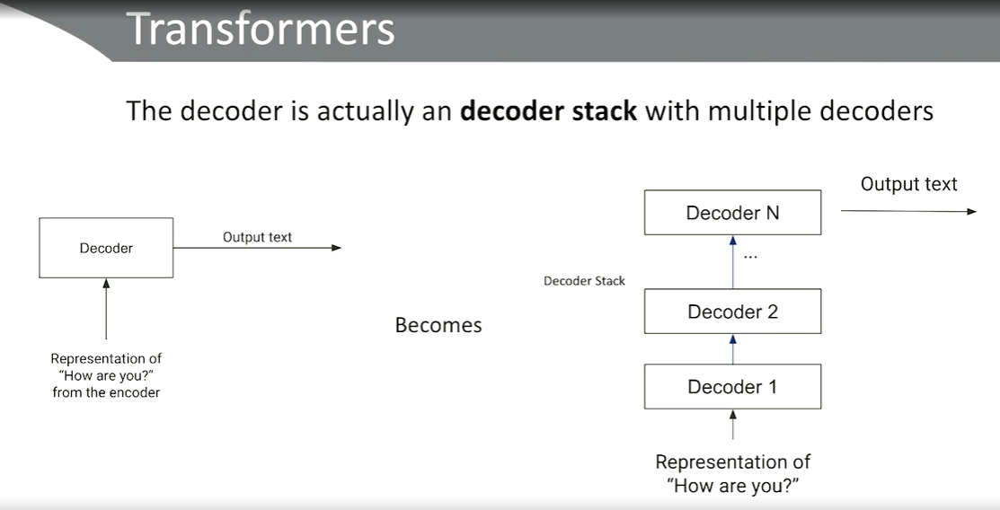 Transformers
The decoder is actually an decoder stack with multiple decoders
Decoder
Output text
Representation of
“How are you?”
from the encoder
Becomes
Decoder Stack
Decoder N
Output text
...
Decoder 2
Decoder 1
Representation of
“How are you?”